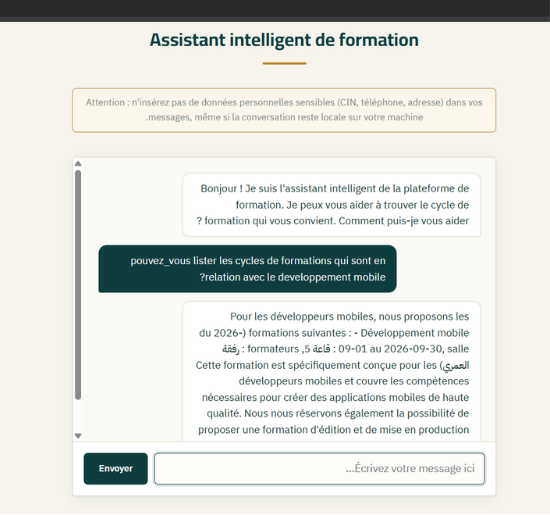 Assistant intelligent de formation
Attention : n'insérez pas de données personnelles sensibles (CIN, téléphone, adresse) dans vos
.messages, même si la conversation reste locale sur votre machine
Bonjour ! Je suis l'assistant intelligent de la plateforme de
formation. Je peux vous aider à trouver le cycle de
? formation qui vous convient. Comment puis-je vous aider
pouvez_vous lister les cycles de formations qui sont en
?relation avec le developpement mobile
Pour les développeurs mobiles, nous proposons les
du 2026-) formations suivantes : - Développement mobile
رفقة : formateurs ,5 قاعة : 09-01 au 2026-09-30, salle
Cette formation est spécifiquement conçue pour les (العمري
développeurs mobiles et couvre les compétences
nécessaires pour créer des applications mobiles de haute
qualité. Nous nous réservons également la possibilité de
proposer une formation d'édition et de mise en production
Envoyer
...Écrivez votre message ici